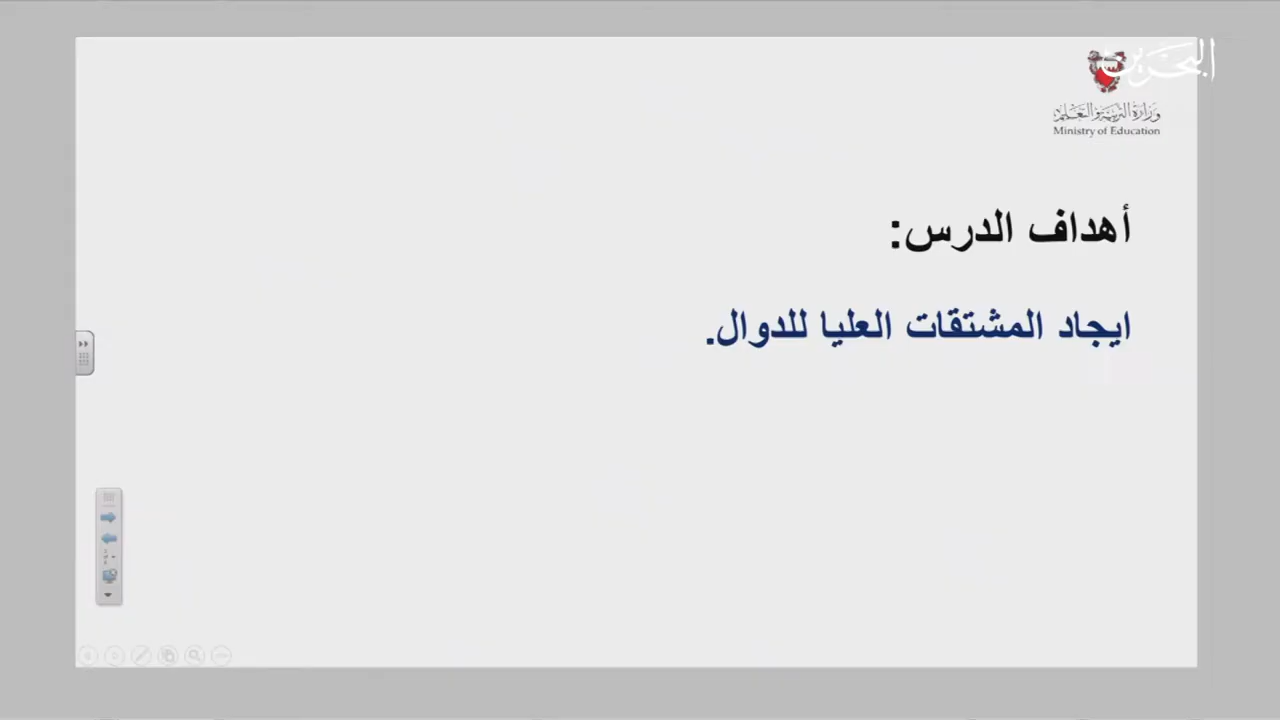 البحرين
وزارة التربية والتعليم
Ministry of Education
أهداف الدرس:
ايجاد المشتقات العليا للدوال.